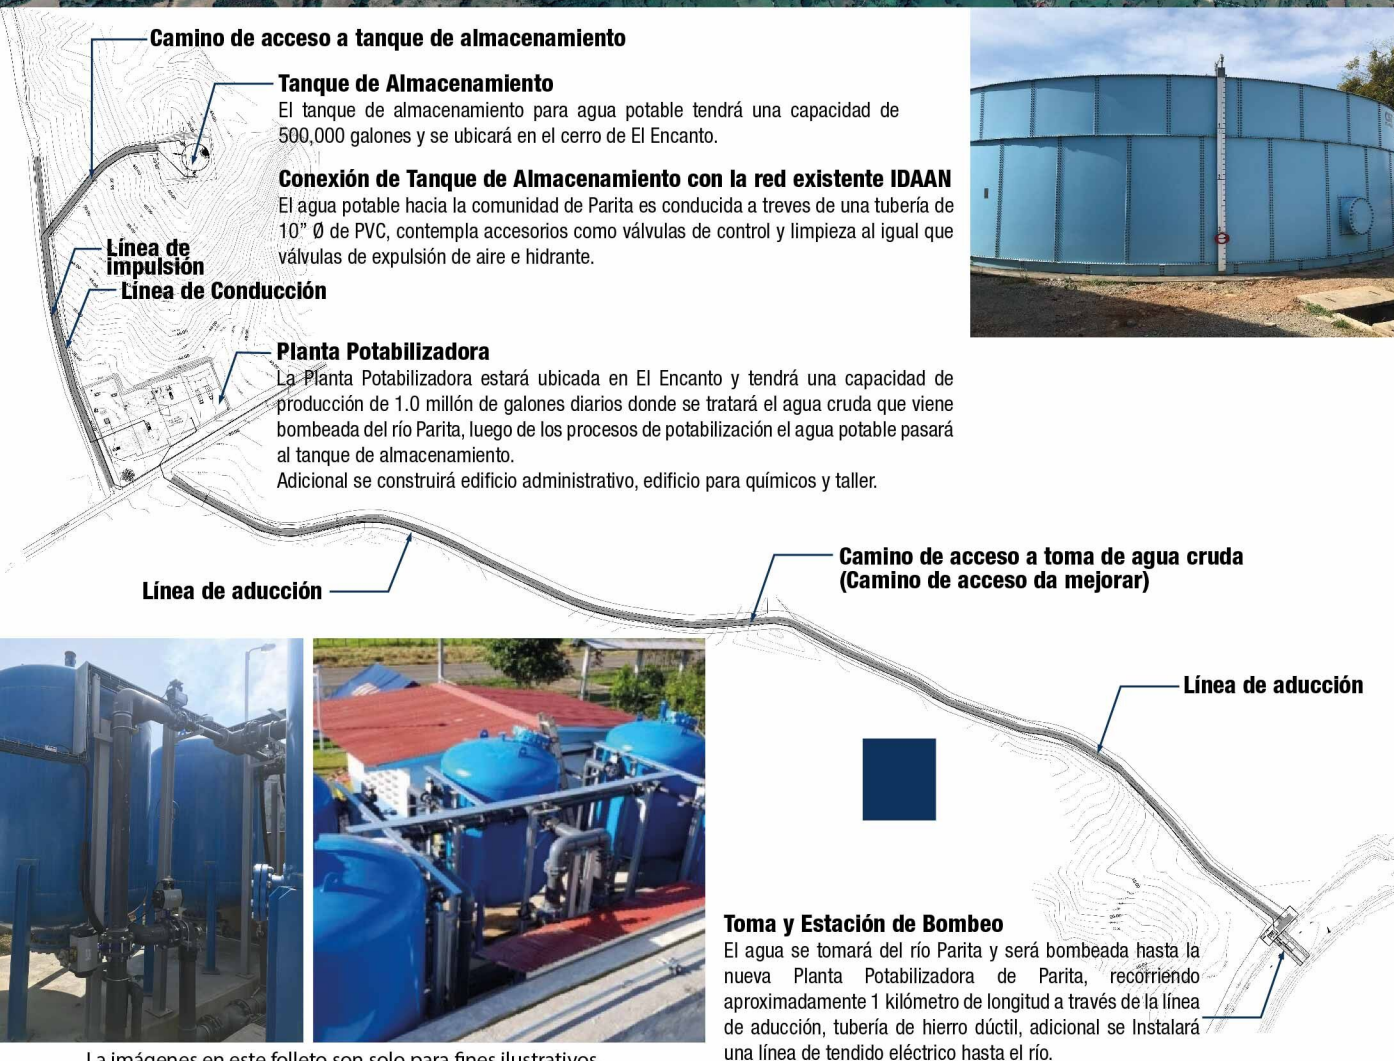 Camino de acceso a tanque de almacenamiento
Tanque de Almacenamiento
El tanque de almacenamiento para agua potable tendrá una capacidad de
500,000 galones y se ubicará en el cerro de El Encanto.
Conexión de Tanque de Almacenamiento con la red existente IDAAN
El agua potable hacia la comunidad de Parita es conducida a treves de una tubería de
10” Ø de PVC, contempla accesorios como válvulas de control y limpieza al igual que
válvulas de expulsión de aire e hidrante.
Línea de
impulsión
Línea de Conducción
Planta Potabilizadora
La Planta Potabilizadora estará ubicada en El Encanto y tendrá una capacidad de
producción de 1.0 millón de galones diarios donde se tratará el agua cruda que viene
bombeada del río Parita, luego de los procesos de potabilización el agua potable pasará
al tanque de almacenamiento.
Adicional se construirá edificio administrativo, edificio para químicos y taller.
Camino de acceso a toma de agua cruda
(Camino de acceso da mejorar)
Línea de aducción
Línea de aducción
Toma y Estación de Bombeo
El agua se tomará del río Parita y será bombeada hasta la
nueva Planta Potabilizadora de Parita, recorriendo
aproximadamente 1 kilómetro de longitud a través de la línea
de aducción, tubería de hierro dúctil, adicional se Instalará
una línea de tendido eléctrico hasta el río.
La imágenes en este folleto son solo para fines ilustrativos